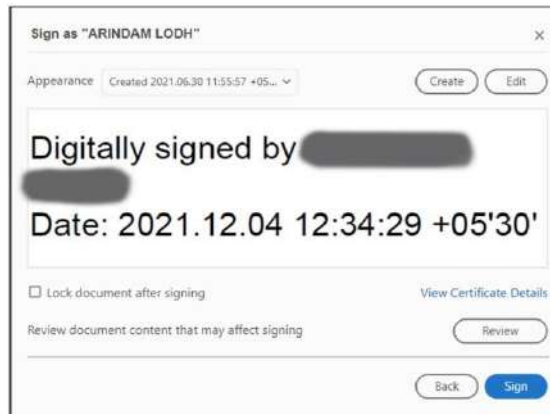 Sign as "ARINDAM LODH" ×
Appearance Created 2021.06.30 11:55:57 +05... Create Edit
Digitally signed by
Date: 2021.12.04 12:34:29 +05'30'
Lock document after signing View Certificate Details
Review document content that may affect signing Review
Back Sign